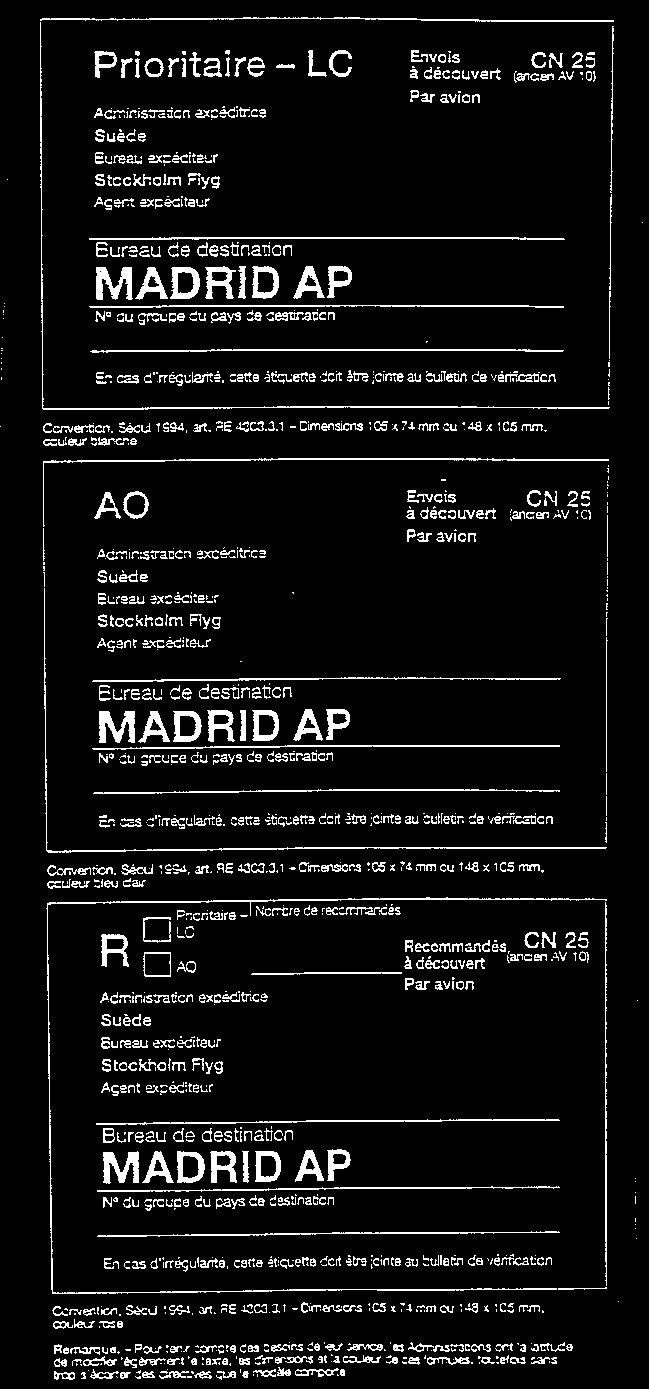 Prioritaire – LC
Envois
à découvert
CN 25
(ancien AV 10)
Par avion
Administration expéditrice
Suède
Bureau expéditeur
Stockholm Flyg
Agent expéditeur
Bureau de destination
MADRID AP
N° du groupe du pays de destination
En cas d'irrégularité, cette étiquette doit être jointe au bulletin de vérification
Convention, Séoul 1994, art. RE 4303.3.1 – Dimensions 105 x 74 mm ou 148 x 105 mm,
couleur blanche
AO
Envois
à découvert
CN 25
(ancien AV 10)
Par avion
Administration expéditrice
Suède
Bureau expéditeur
Stockholm Flyg
Agent expéditeur
Bureau de destination
MADRID AP
N° du groupe du pays de destination
En cas d'irrégularité, cette étiquette doit être jointe au bulletin de vérification
Convention, Séoul 1994, art. RE 4303.3.1 – Dimensions 105 x 74 mm ou 148 x 105 mm,
couleur bleu clair
R
Prioritaire –
LC
AO
Nombre de recommandés
Recommandés
à découvert
CN 25
(ancien AV 10)
Par avion
Administration expéditrice
Suède
Bureau expéditeur
Stockholm Flyg
Agent expéditeur
Bureau de destination
MADRID AP
N° du groupe du pays de destination
En cas d'irrégularité, cette étiquette doit être jointe au bulletin de vérification
Convention, Séoul 1994, art. RE 4303.3.1 – Dimensions 105 x 74 mm ou 148 x 105 mm,
couleur rose
Remarque. – Pour tenir compte des besoins de leur service, les Administrations ont la latitude
de modifier légèrement le texte, les dimensions et la couleur de ces formules, toutefois sans
trop s'écarter des directives que le modèle comporte